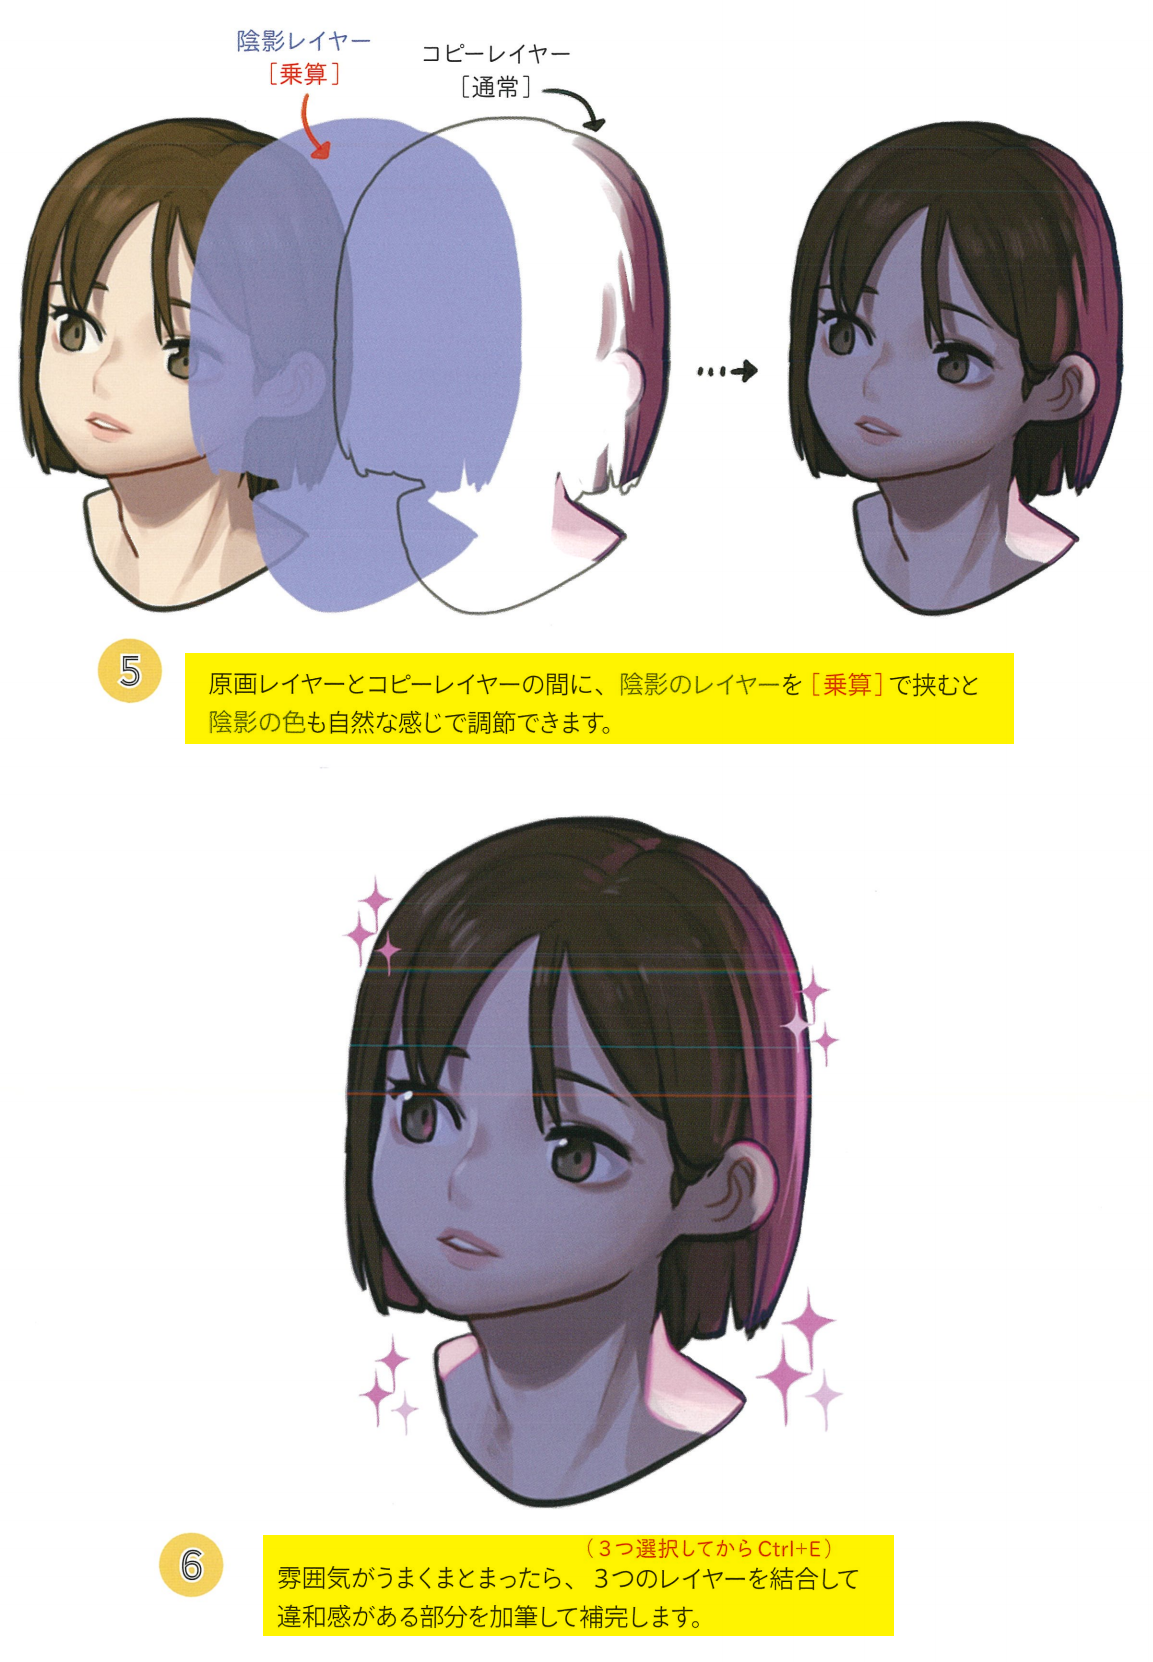 陰影レイヤー
［乗算］
コピーレイヤー
［通常］
5
原画レイヤーとコピーレイヤーの間に、陰影のレイヤーを［乗算］で挟むと
陰影の色も自然な感じで調節できます。
6
（３つ選択してからCtrl+E）
雰囲気がうまくまとまったら、３つのレイヤーを結合して
違和感がある部分を加筆して補完します。